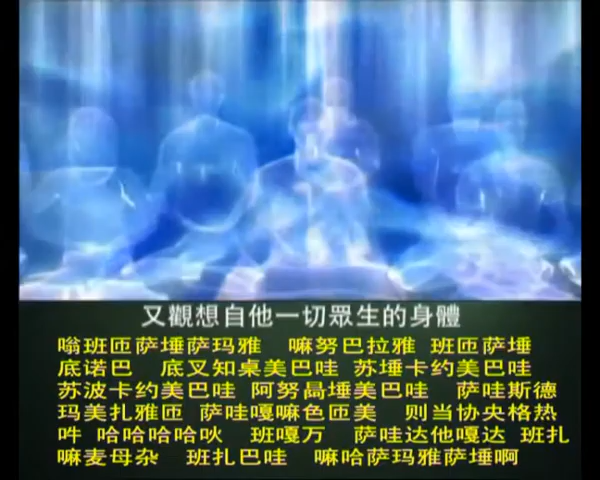 又觀想自他一切眾生的身體
嗡班匝萨埵萨玛雅 嘛努巴拉雅 班匝萨埵
底诺巴 底叉知桌美巴哇 苏埵卡约美巴哇
苏波卡约美巴哇 阿努咼埵美巴哇 萨哇斯德
玛美扎雅匝 萨哇嘎嘛色匝美 则当协央格热
吽 哈哈哈哈吙 班嘎万 萨哇达他嘎达 班扎
嘛麦母杂 班扎巴哇 嘛哈萨玛雅萨埵啊